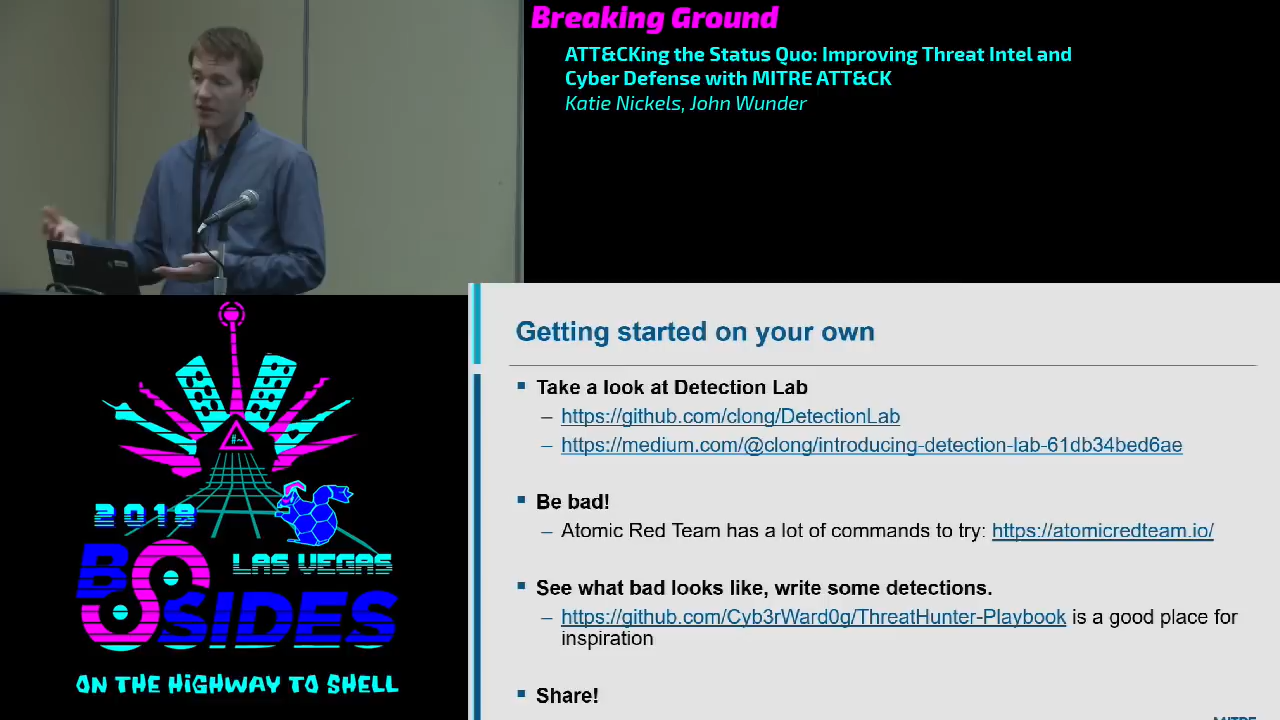 Breaking Ground
ATT&CKing the Status Quo: Improving Threat Intel and
Cyber Defense with MITRE ATT&CK
Katie Nickels, John Wunder
#~
2018
LAS VEGAS
BSIDES
ON THE HIGHWAY TO SHELL
Getting started on your own
Take a look at Detection Lab
– https://github.com/clong/DetectionLab
– https://medium.com/@clong/introducing-detection-lab-61db34bed6ae
Be bad!
– Atomic Red Team has a lot of commands to try: https://atomicredteam.io/
See what bad looks like, write some detections.
– https://github.com/Cyb3rWard0g/ThreatHunter-Playbook is a good place for
inspiration
Share!
MITRE